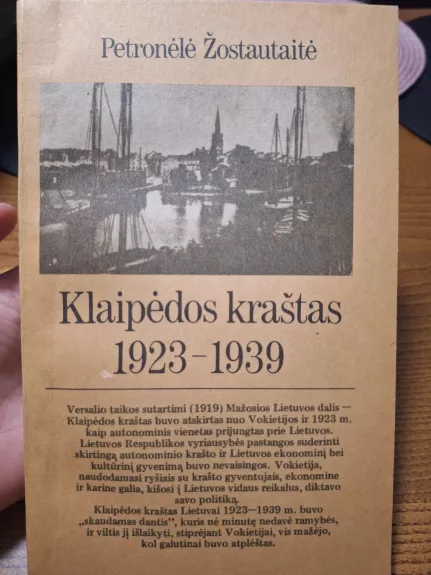 Petronėlė Žostautaitė
Klaipėdos kraštas
1923–1939
Versalio taikos sutartimi (1919) Mažosios Lietuvos dalis —
Klaipėdos kraštas buvo atskirtas nuo Vokietijos ir 1923 m.
kaip autonominis vienetas prijungtas prie Lietuvos.
Lietuvos Respublikos vyriausybės pastangos suderinti
skirtingą autonominio krašto ir Lietuvos ekonominį bei
kultūrinį gyvenimą buvo nevaisingos. Vokietija,
naudodamasi ryšiais su krašto gyventojais, ekonomine
ir karine galia, kišosi į Lietuvos vidaus reikalus, diktavo
savo politiką.
Klaipėdos kraštas Lietuvai 1923—1939 m. buvo
„skaudamas dantis", kuris nė minutę nedavė ramybės,
ir viltis jį išlaikyti, stiprėjant Vokietijai, vis mažėjo,
kol galutinai buvo atplėštas.